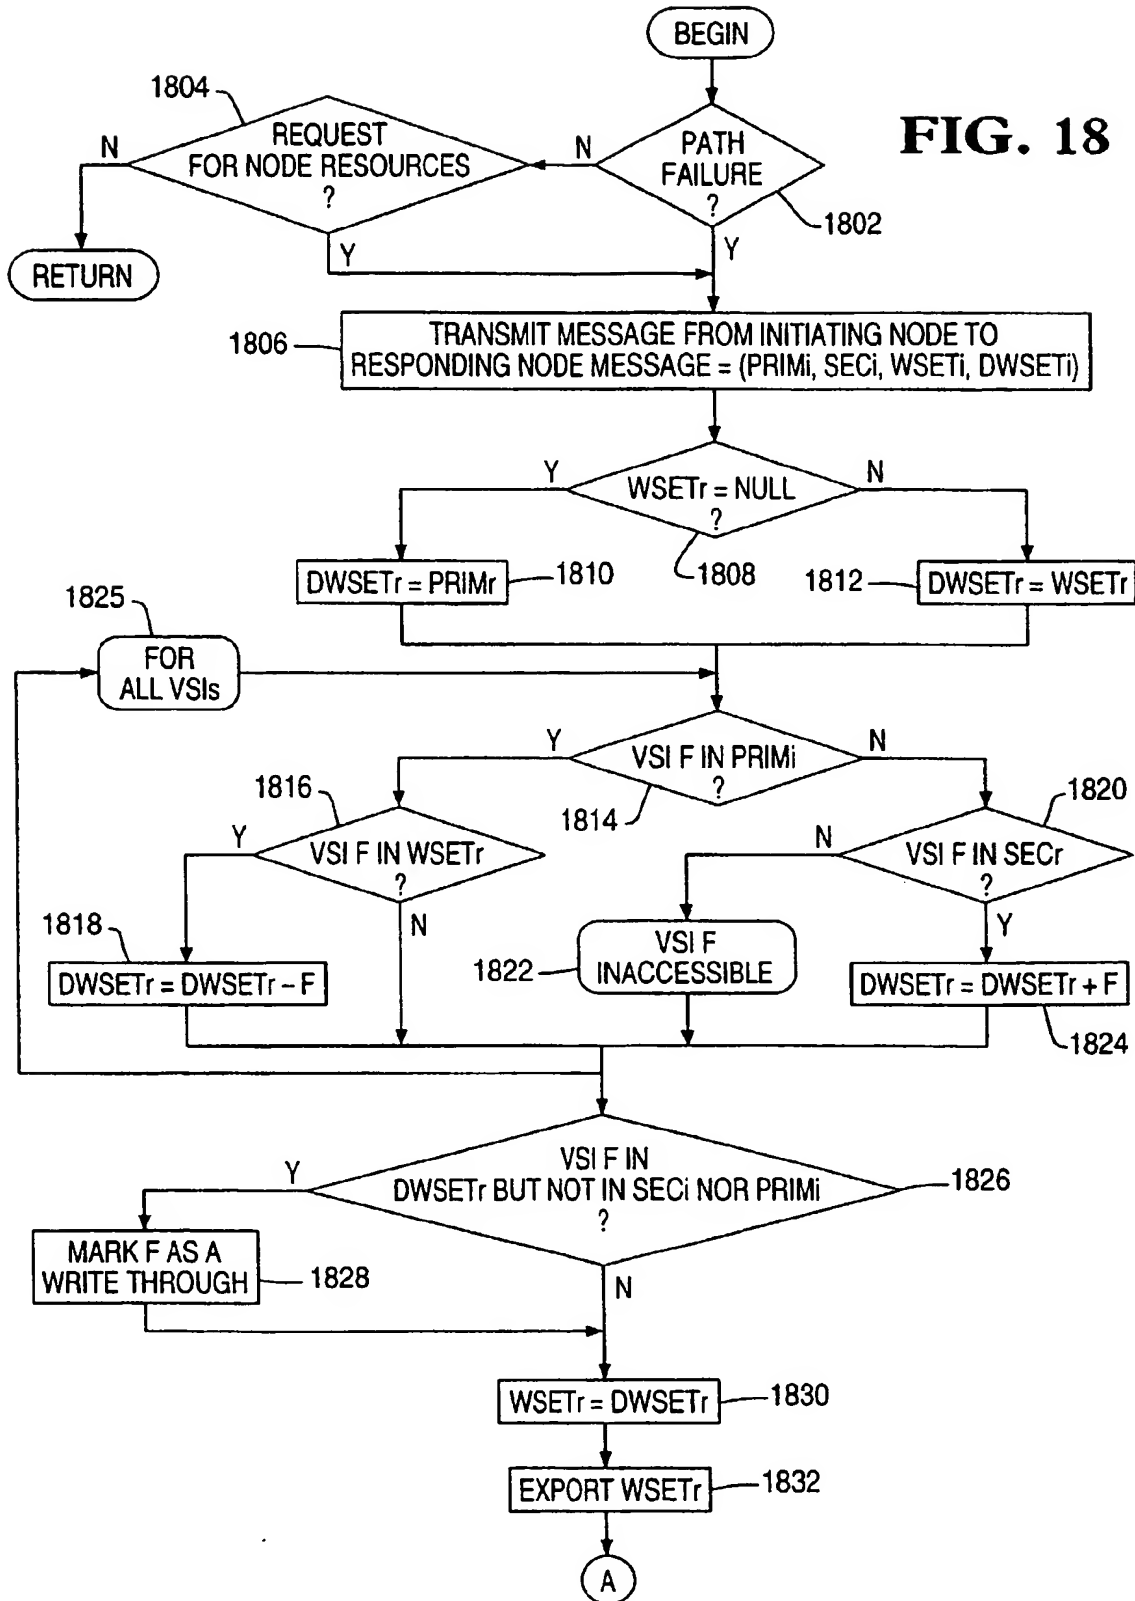 BEGIN
FIG. 18
1804
REQUEST
FOR NODE RESOURCES
?
N
Y
N
PATH
FAILURE
?
1802
Y
RETURN
1806
TRANSMIT MESSAGE FROM INITIATING NODE TO
RESPONDING NODE MESSAGE = (PRIMi, SECi, WSETi, DWSETi)
Y
WSETr = NULL
?
N
1808
DWSETr = PRIMr
1810
1812
DWSETr = WSETr
1825
FOR
ALL VSIs
Y
VSI F IN PRIMi
?
N
1814
1816
Y
VSI F IN WSETr
?
N
1820
N
VSI F IN SECr
?
Y
1818
DWSETr = DWSETr – F
1822
VSI F
INACCESSIBLE
DWSETr = DWSETr + F
1824
Y
VSI F IN
DWSETr BUT NOT IN SECi NOR PRIMi
?
1826
N
MARK F AS A
WRITE THROUGH
1828
WSETr = DWSETr
1830
EXPORT WSETr
1832
A